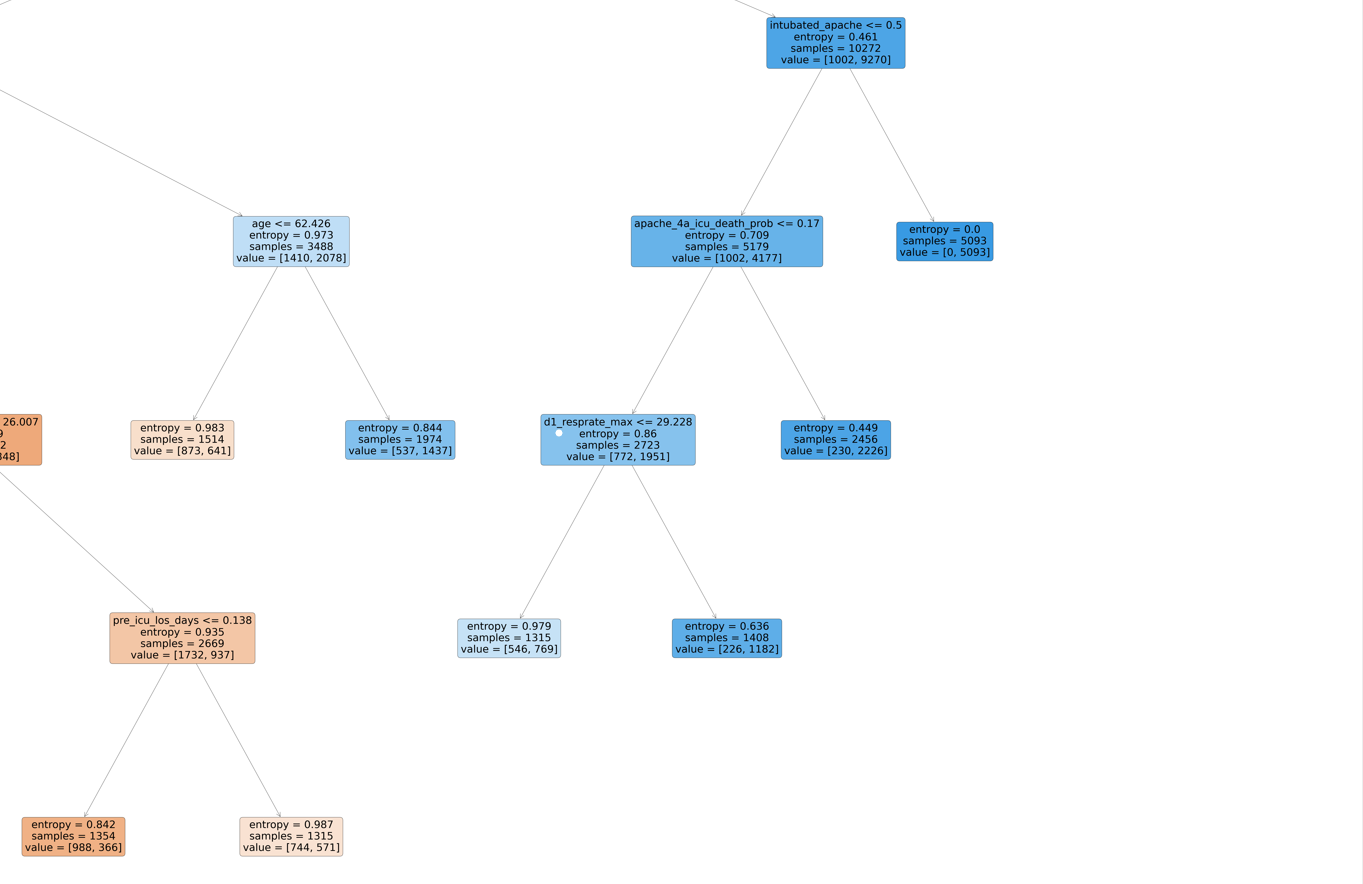 intubated_apache <= 0.5
entropy = 0.461
samples = 10272
value = [1002, 9270]
age <= 62.426
entropy = 0.973
samples = 3488
value = [1410, 2078]
apache_4a_icu_death_prob <= 0.17
entropy = 0.709
samples = 5179
value = [1002, 4177]
entropy = 0.0
samples = 5093
value = [0, 5093]
26.007
9
2
348]
entropy = 0.983
samples = 1514
value = [873, 641]
entropy = 0.844
samples = 1974
value = [537, 1437]
d1_resprate_max <= 29.228
entropy = 0.86
samples = 2723
value = [772, 1951]
entropy = 0.449
samples = 2456
value = [230, 2226]
pre_icu_los_days <= 0.138
entropy = 0.935
samples = 2669
value = [1732, 937]
entropy = 0.979
samples = 1315
value = [546, 769]
entropy = 0.636
samples = 1408
value = [226, 1182]
entropy = 0.842
samples = 1354
value = [988, 366]
entropy = 0.987
samples = 1315
value = [744, 571]